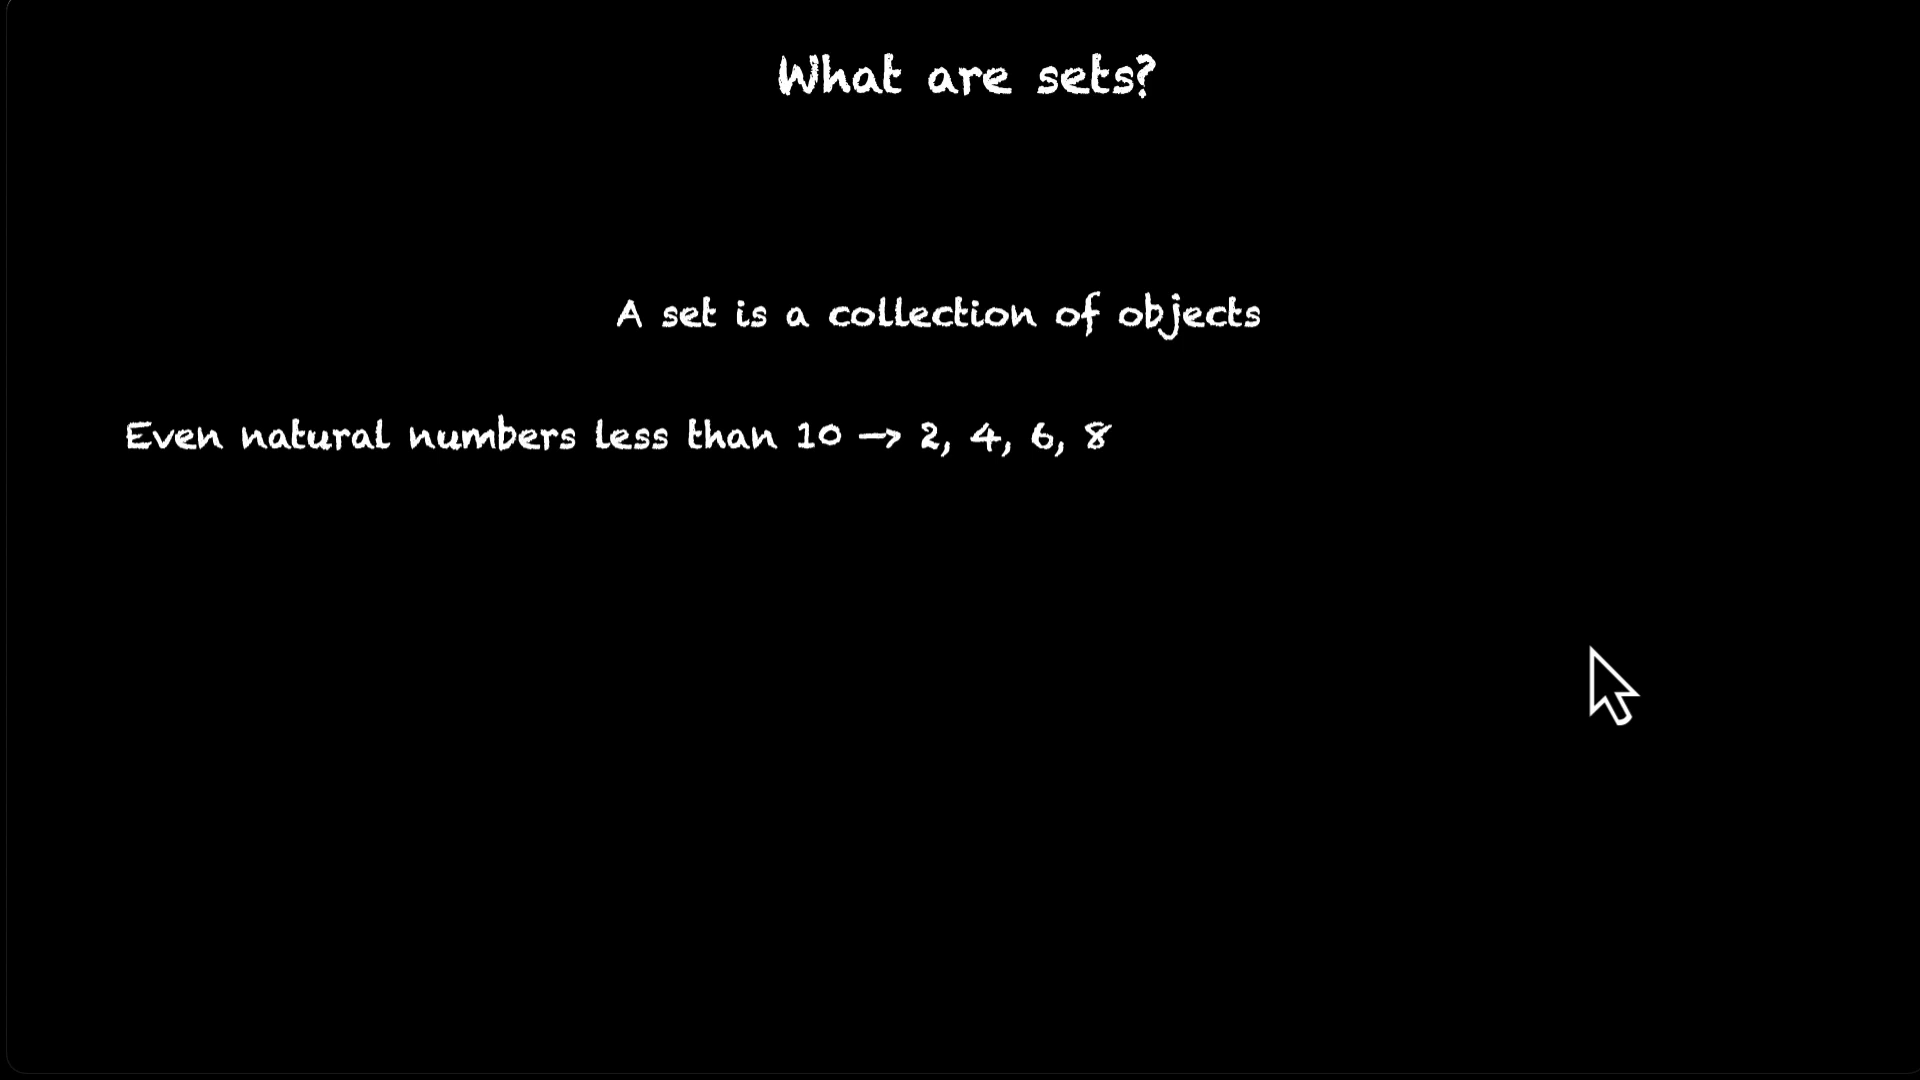 What are sets?
A set is a collection of objects
Even natural numbers less than 10 -> 2, 4, 6, 8